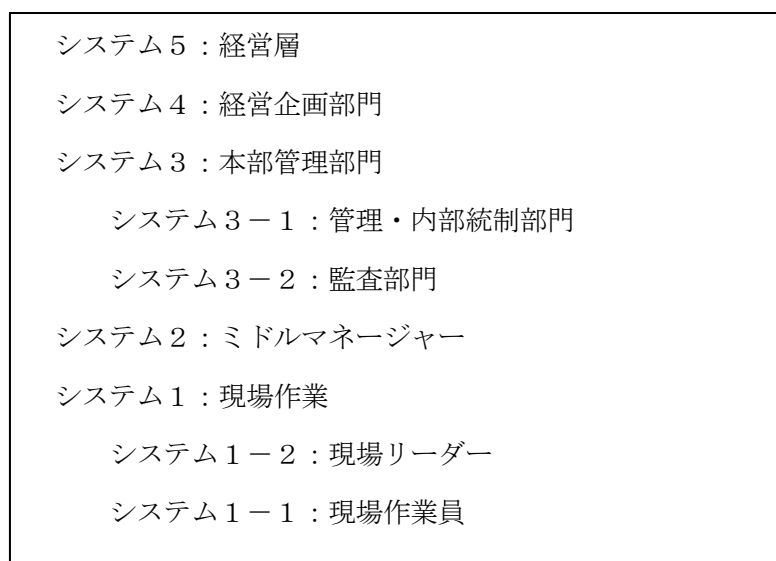 システム５：経営層
システム４：経営企画部門
システム３：本部管理部門
システム３－１：管理・内部統制部門
システム３－２：監査部門
システム２：ミドルマネージャー
システム１：現場作業
システム１－２：現場リーダー
システム１－１：現場作業員